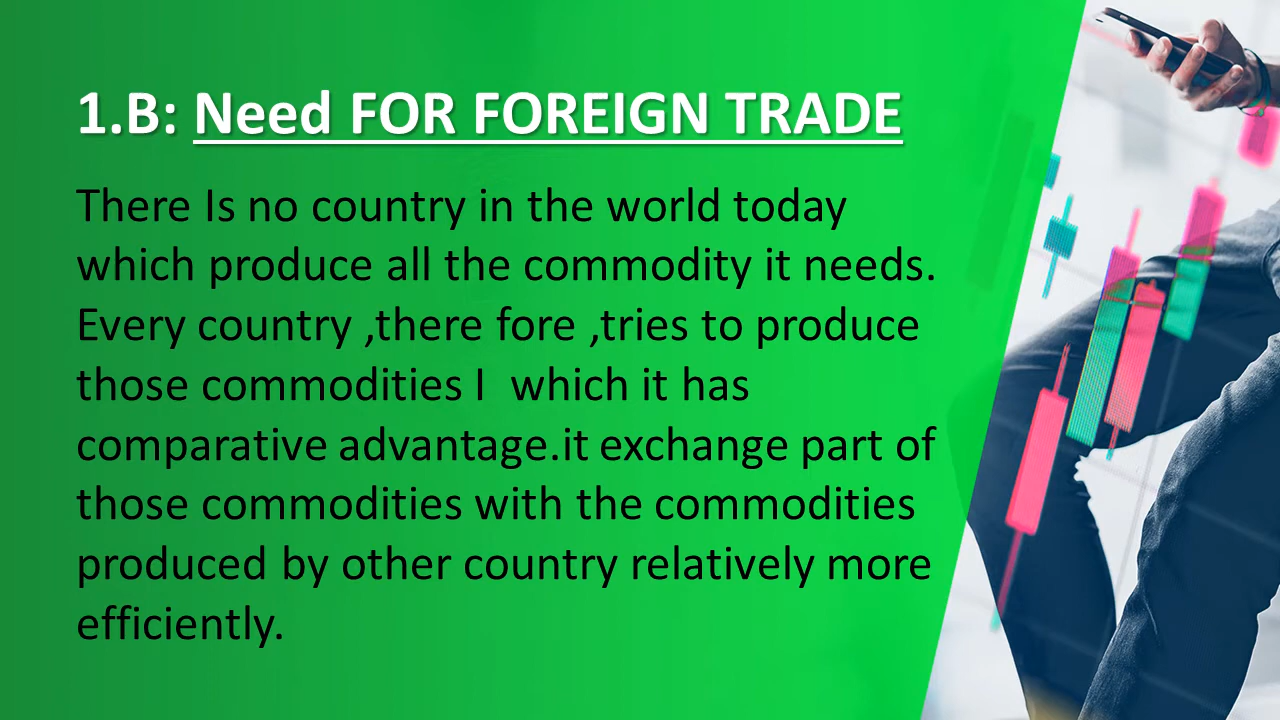 1.B: Need FOR FOREIGN TRADE
There Is no country in the world today
which produce all the commodity it needs.
Every country ,there fore ,tries to produce
those commodities I  which it has
comparative advantage.it exchange part of
those commodities with the commodities
produced by other country relatively more
efficiently.